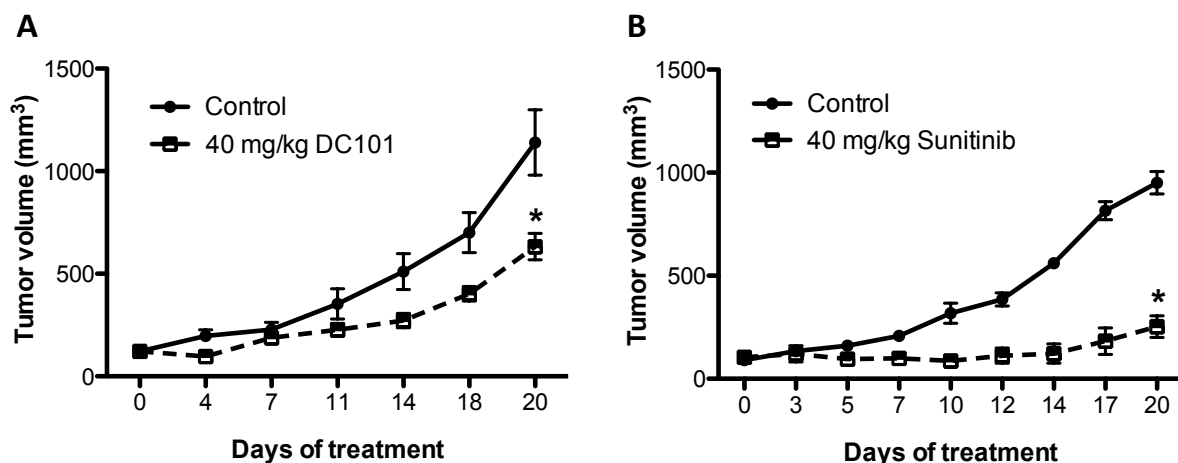 A
Tumor volume (mm³)
1500
1000
500
0
Control
40 mg/kg DC101
*
0 4 7 11 14 18 20
Days of treatment
B
Tumor volume (mm³)
1500
1000
500
0
Control
40 mg/kg Sunitinib
*
0 3 5 7 10 12 14 17 20
Days of treatment